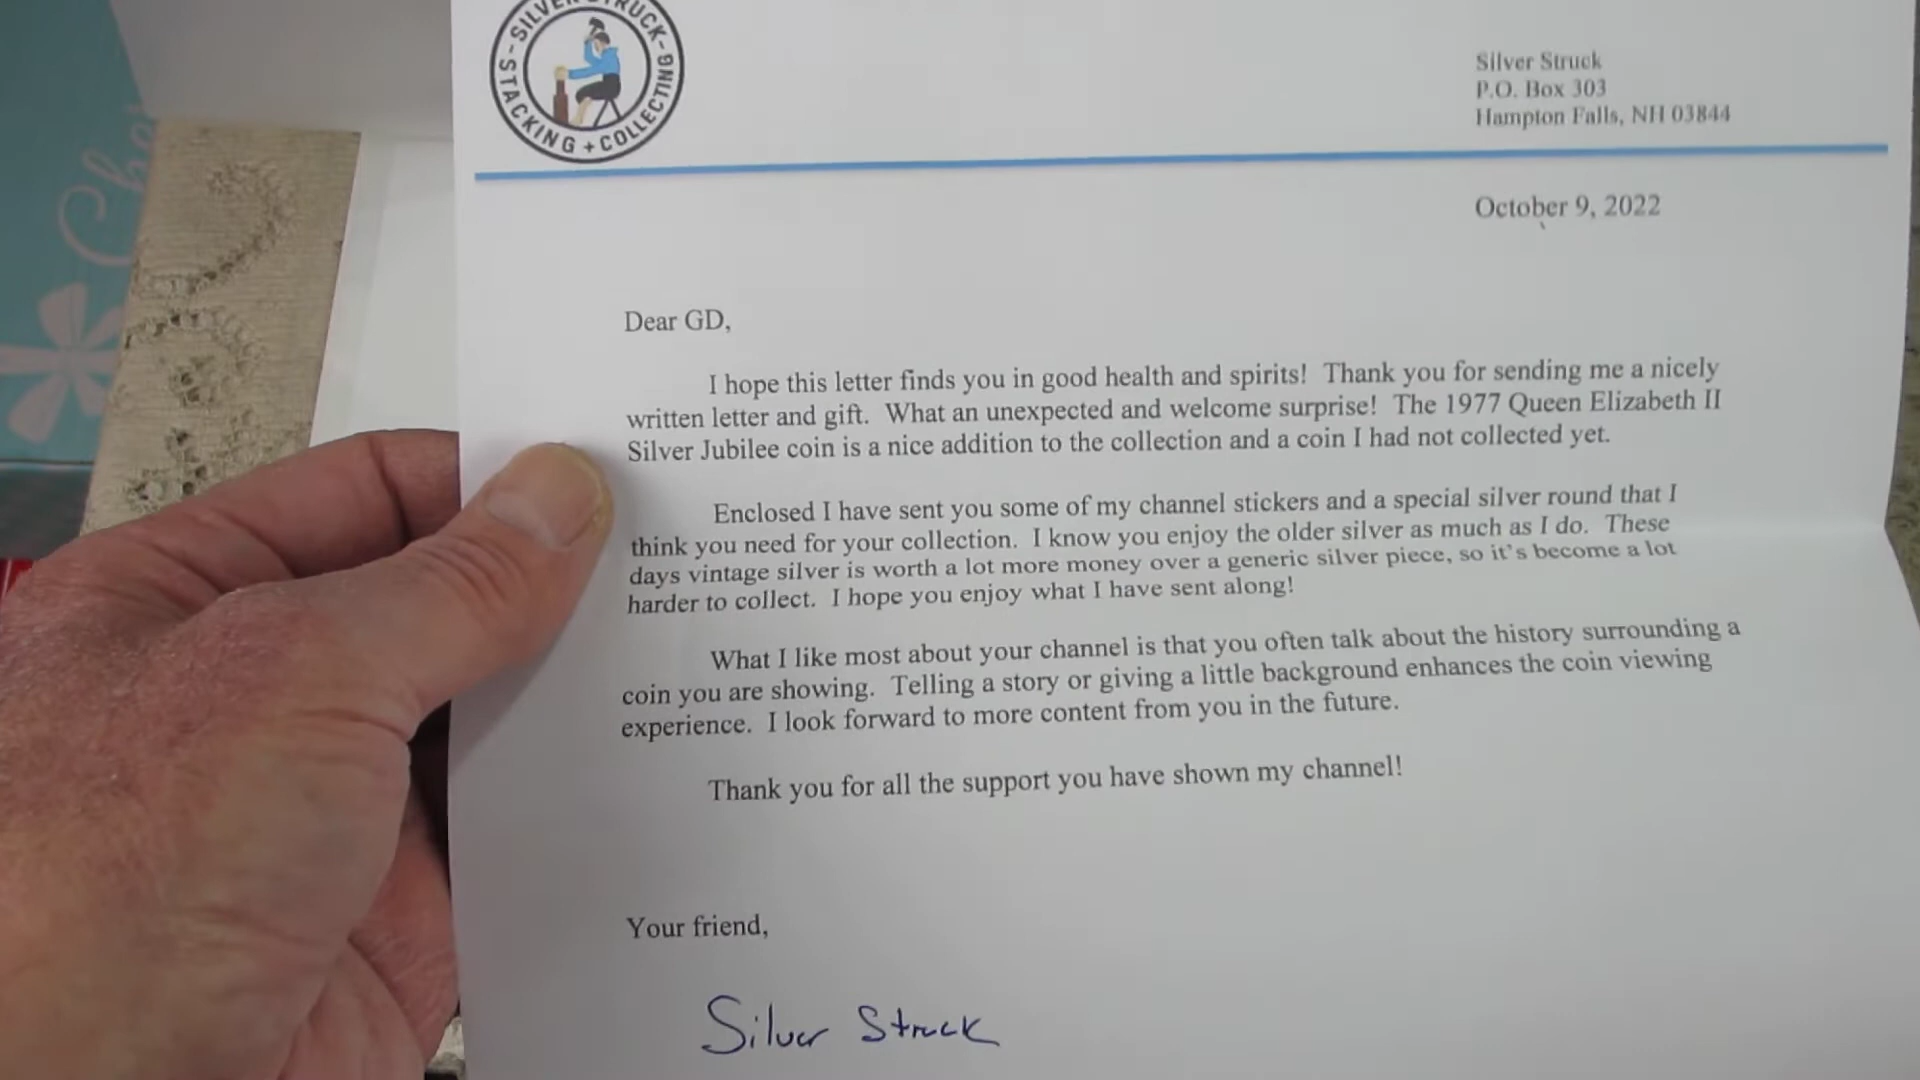 SILVER STRUCK
STACKING + COLLECTING
Silver Struck
P.O. Box 303
Hampton Falls, NH 03844
October 9, 2022
Dear GD,
I hope this letter finds you in good health and spirits! Thank you for sending me a nicely
written letter and gift. What an unexpected and welcome surprise! The 1977 Queen Elizabeth II
Silver Jubilee coin is a nice addition to the collection and a coin I had not collected yet.
Enclosed I have sent you some of my channel stickers and a special silver round that I
think you need for your collection. I know you enjoy the older silver as much as I do. These
days vintage silver is worth a lot more money over a generic silver piece, so it's become a lot
harder to collect. I hope you enjoy what I have sent along!
What I like most about your channel is that you often talk about the history surrounding a
coin you are showing. Telling a story or giving a little background enhances the coin viewing
experience. I look forward to more content from you in the future.
Thank you for all the support you have shown my channel!
Your friend,
Silver Struck